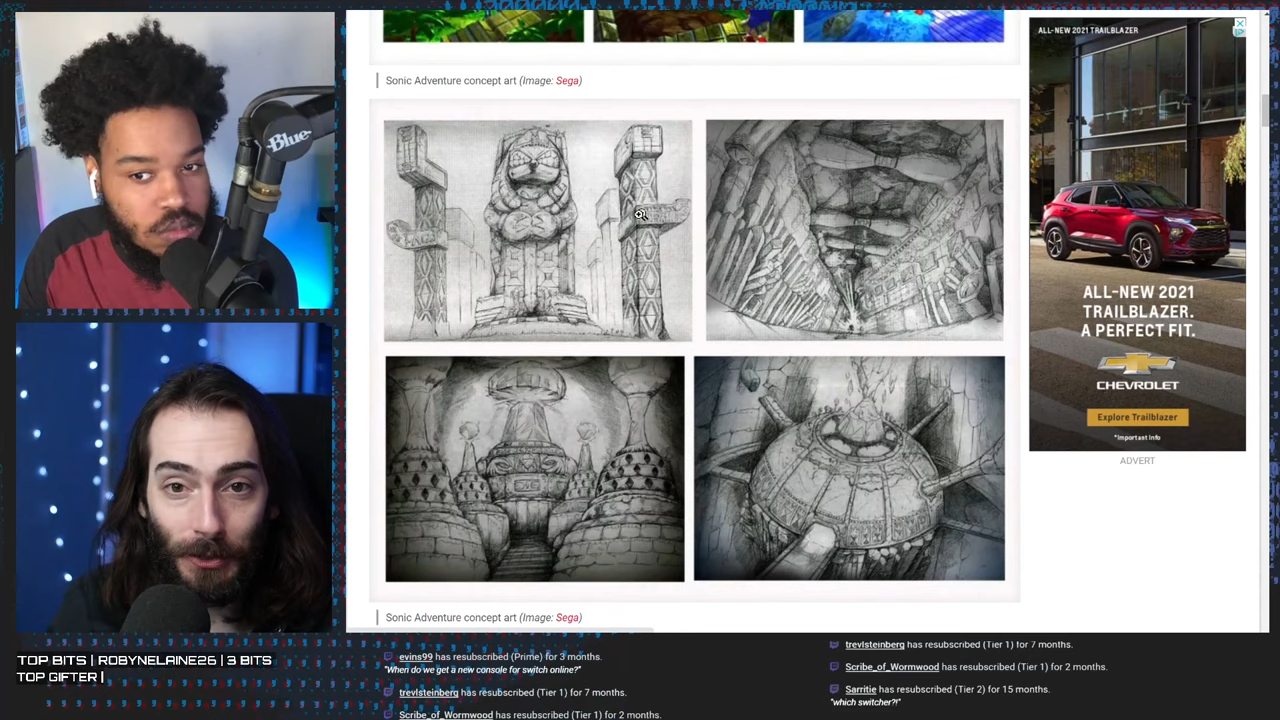 Blue
Sonic Adventure concept art (Image: Sega)
Sonic Adventure concept art (Image: Sega)
ALL-NEW 2021 TRAILBLAZER
ALL-NEW 2021
TRAILBLAZER.
A PERFECT FIT.
CHEVROLET
Explore Trailblazer
*Important Info
ADVERT
TOP BITS | ROBYNELAINE26 | 3 BITS
TOP GIFTER |
evins99 has resubscribed (Prime) for 3 months.
"When do we get a new console for switch online?"
trevlsteinberg has resubscribed (Tier 1) for 7 months.
Scribe_of_Wormwood has resubscribed (Tier 1) for 2 months.
trevlsteinberg has resubscribed (Tier 1) for 7 months.
Scribe_of_Wormwood has resubscribed (Tier 1) for 2 months.
Sarritie has resubscribed (Tier 2) for 15 months.
"which switcher?!"